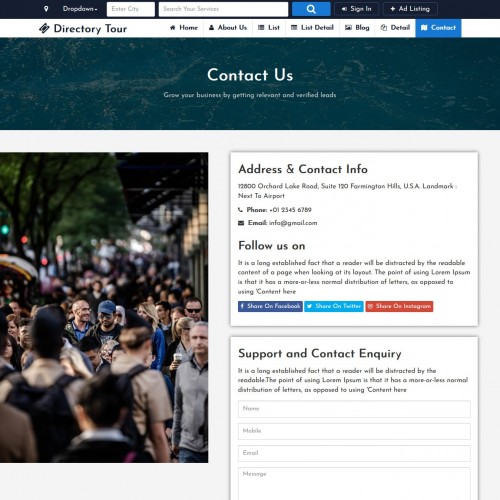 Dropdown
Enter City
Search Your Services
Sign In
+ Ad Listing
Directory Tour
Home
About Us
List
List Detail
Blog
Detail
Contact
Contact Us
Grow your business by getting relevant and verified leads
Address & Contact Info
12800 Orchard Lake Road, Suite 120 Farmington Hills, U.S.A. Landmark :
Next To Airport
Phone: +01 2345 6789
Email: info@gmail.com
Follow us on
It is a long established fact that a reader will be distracted by the readable
content of a page when looking at its layout. The point of using Lorem Ipsum
is that it has a more-or-less normal distribution of letters, as opposed to
using 'Content here
Share On Facebook
Share On Twitter
Share On Instagram
Support and Contact Enquiry
It is a long established fact that a reader will be distracted by the
readable.The point of using Lorem Ipsum is that it has a more-or-less normal
distribution of letters, as opposed to using 'Content here
Name
Mobile
Email
Message